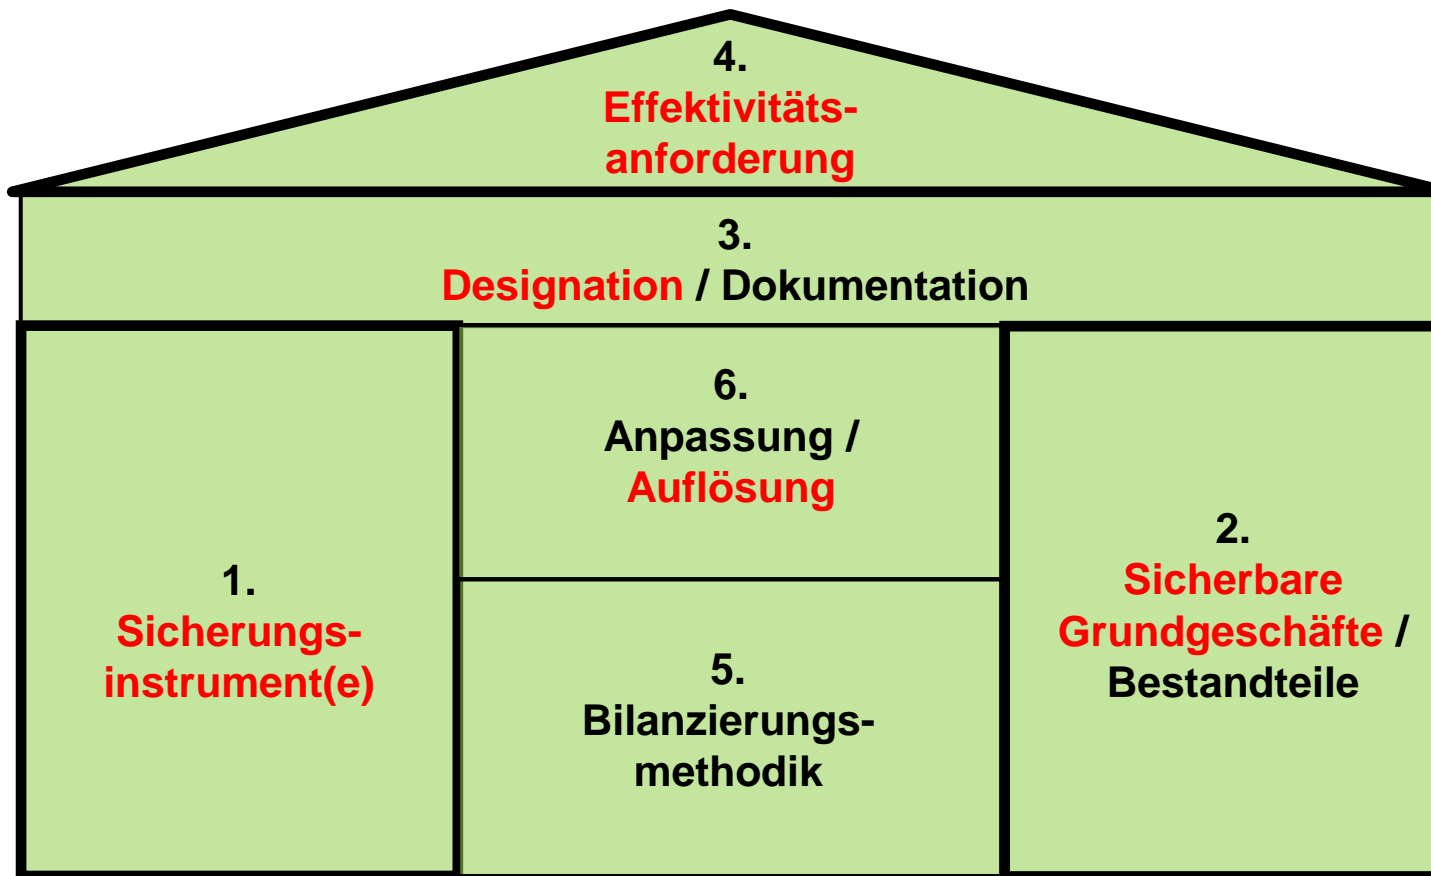 4.
Effektivitäts-
anforderung
3.
Designation / Dokumentation
1.
Sicherungs-
instrument(e)
6.
Anpassung /
Auflösung
5.
Bilanzierungs-
methodik
2.
Sicherbare
Grundgeschäfte /
Bestandteile